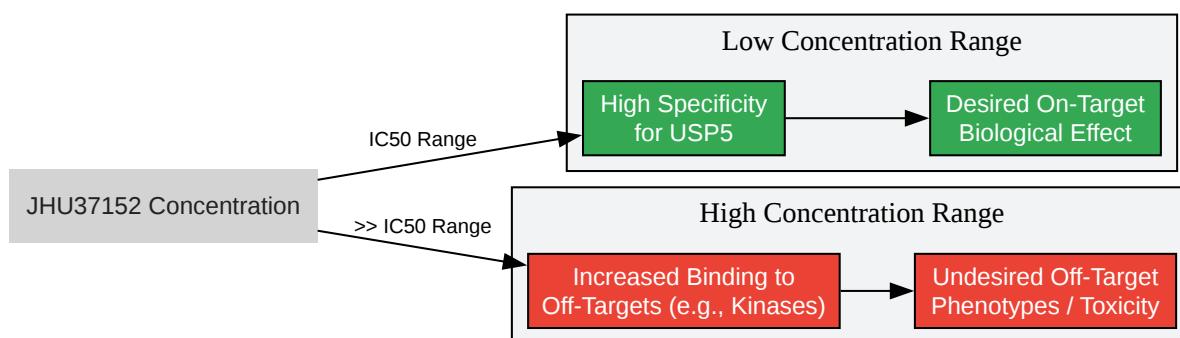 Low Concentration Range
High Specificity
for USP5
Desired On-Target
Biological Effect
IC50 Range
JHU37152 Concentration
>> IC50 Range
High Concentration Range
Increased Binding to
Off-Targets (e.g., Kinases)
Undesired Off-Target
Phenotypes / Toxicity